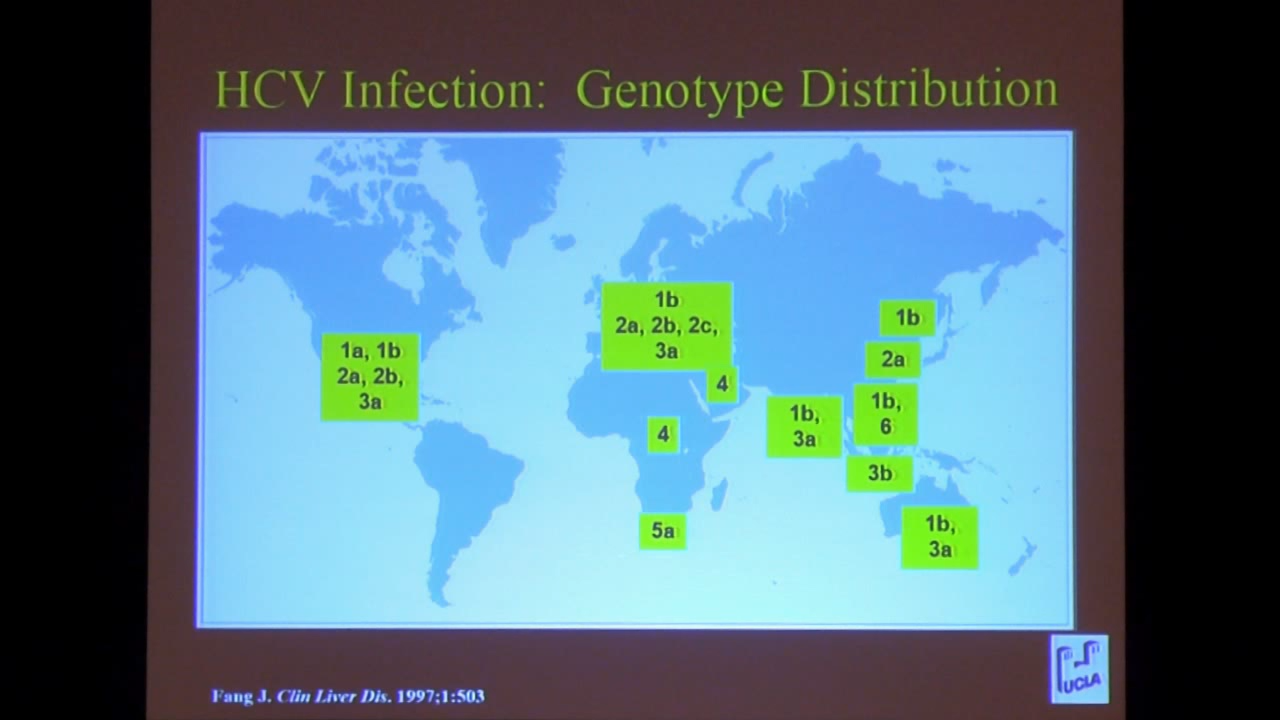 HCV Infection: Genotype Distribution
1b
2a, 2b, 2c,
3a
1b
1a, 1b
2a, 2b,
3a
2a
4
1b,
3a
1b,
6
4
3b
5a
1b,
3a
UCLA
Fang J. Clin Liver Dis. 1997;1:503